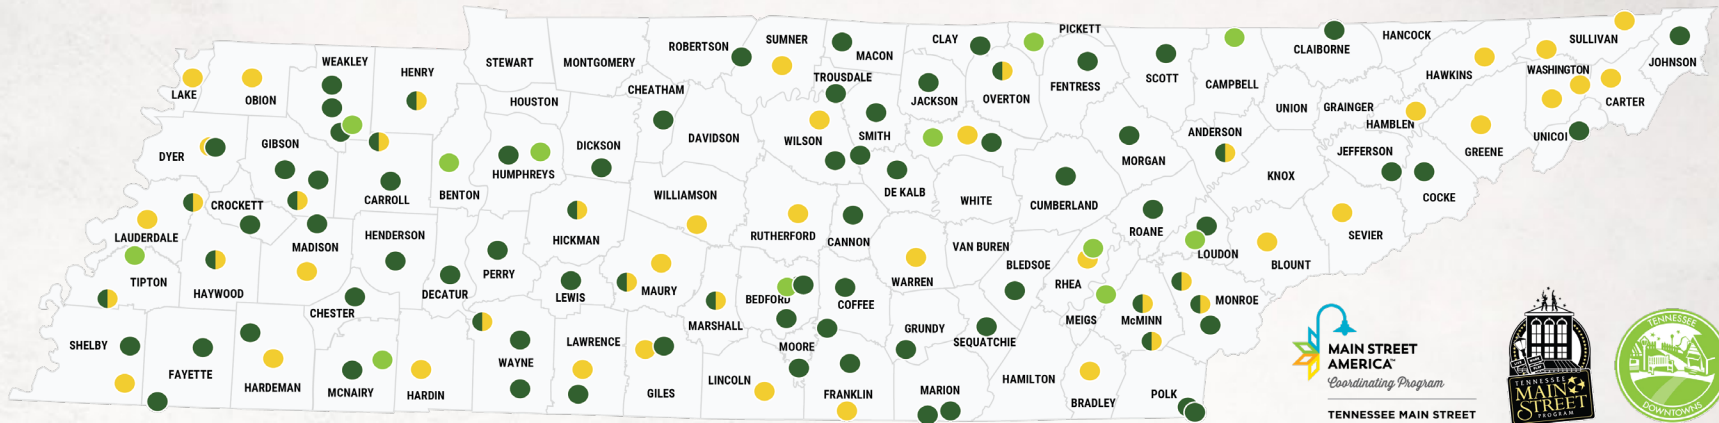 PICKETT
SUMNER
CLAY
HANCOCK
SULLIVAN
ROBERTSON
MACON
CLAIBORNE
WEAKLEY
STEWART
MONTGOMERY
JOHNSON
HENRY
TROUSDALE
SCOTT
HAWKINS
WASHINGTON
LAKE
OBION
HOUSTON
CHEATHAM
JACKSON
OVERTON
FENTRESS
CAMPBELL
UNION
GRAINGER
CARTER
HAMBLEN
GIBSON
DICKSON
DAVIDSON
WILSON
SMITH
ANDERSON
UNICOI
DYER
HUMPHREYS
MORGAN
JEFFERSON
GREENE
KNOX
CROCKETT
CARROLL
BENTON
WILLIAMSON
DE KALB
WHITE
CUMBERLAND
COCKE
LAUDERDALE
MADISON
HENDERSON
HICKMAN
RUTHERFORD
CANNON
VAN BUREN
ROANE
SEVIER
TIPTON
HAYWOOD
DECATUR
PERRY
LEWIS
MAURY
BEDFORD
WARREN
BLEDSOE
RHEA
LOUDON
BLOUNT
CHESTER
MARSHALL
COFFEE
MEIGS
McMINN
MONROE
SHELBY
FAYETTE
HARDEMAN
MCNAIRY
HARDIN
WAYNE
LAWRENCE
GILES
LINCOLN
MOORE
FRANKLIN
GRUNDY
SEQUATCHIE
MARION
HAMILTON
BRADLEY
POLK
MAIN STREET
AMERICA™
Coordinating Program
TENNESSEE MAIN STREET
TENNESSEE
MAIN
STREET
PROGRAM
TENNESSEE
DOWNTOWNS